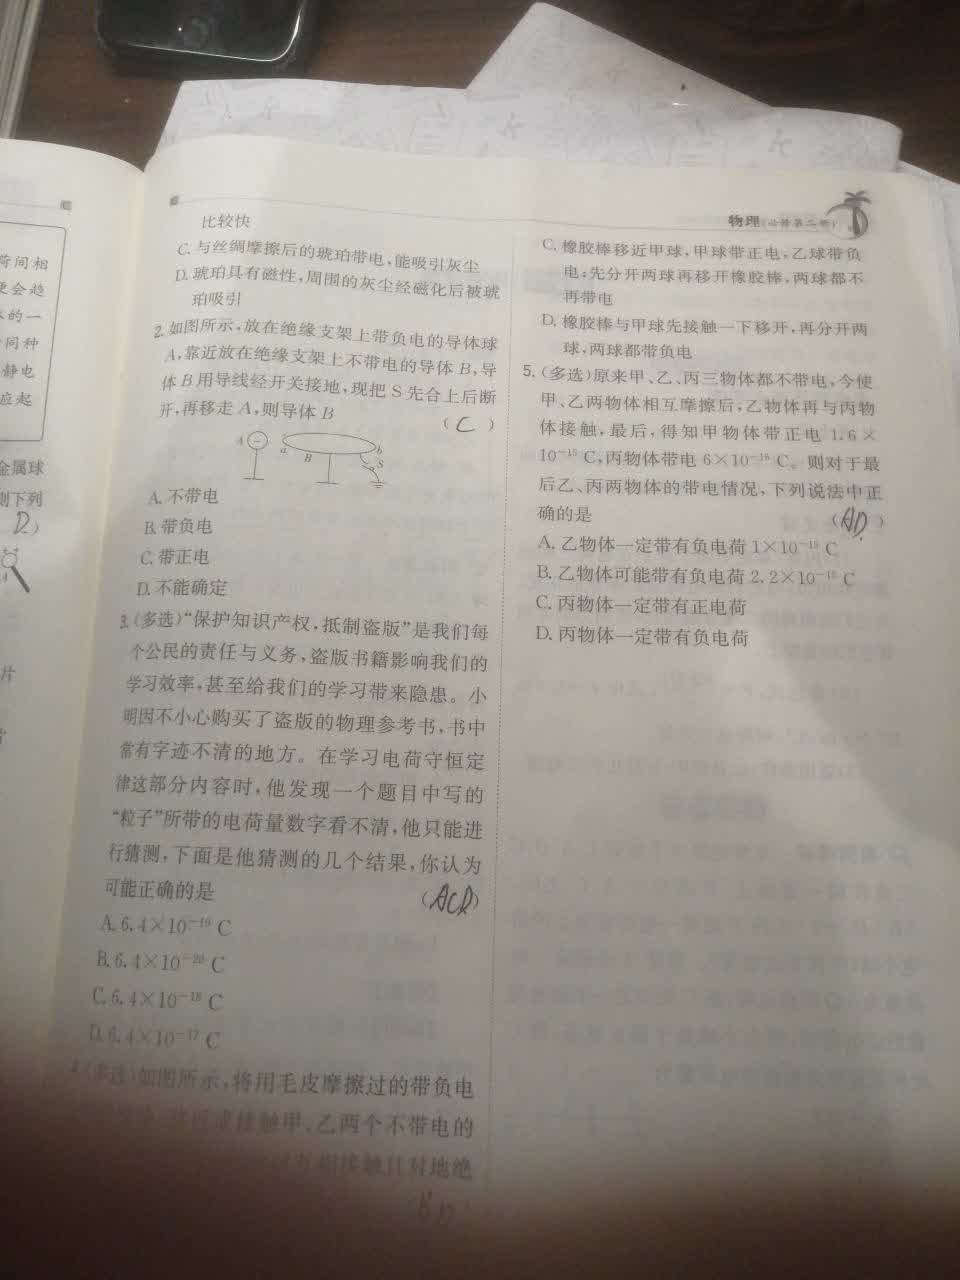 荷间相
便会趋
体的一
同种
静电
应起
金属球
则下列
D)
片
物理(必修第二册)
比较快
C. 与丝绸摩擦后的琥珀带电,能吸引灰尘
D. 琥珀具有磁性,周围的灰尘经磁化后被琥
珀吸引
2. 如图所示,放在绝缘支架上带负电的导体球
A,靠近放在绝缘支架上不带电的导体 B,导
体 B 用导线经开关接地,现把 S 先合上后断
开,再移走 A,则导体 B (C)
A a B b S
A. 不带电
B. 带负电
C. 带正电
D. 不能确定
3. (多选)“保护知识产权,抵制盗版”是我们每
个公民的责任与义务,盗版书籍影响我们的
学习效率,甚至给我们的学习带来隐患。小
明因不小心购买了盗版的物理参考书,书中
常有字迹不清的地方。在学习电荷守恒定
律这部分内容时,他发现一个题目中写的
“粒子”所带的电荷量数字看不清,他只能进
行猜测,下面是他猜测的几个结果,你认为
可能正确的是 (ACD)
A. 6.4×10⁻¹⁹ C
B. 6.4×10⁻²⁰ C
C. 6.4×10⁻¹⁸ C
D. 6.4×10⁻¹⁷ C
4. (多选)如图所示,将用毛皮摩擦过的带负电
移近或接触甲、乙两个不带电的
相接触且对地绝
BD
C. 橡胶棒移近甲球,甲球带正电,乙球带负
电;先分开两球再移开橡胶棒,两球都不
再带电
D. 橡胶棒与甲球先接触一下移开,再分开两
球,两球都带负电
5. (多选)原来甲、乙、丙三物体都不带电,今使
甲、乙两物体相互摩擦后,乙物体再与丙物
体接触,最后,得知甲物体带正电 1.6×
10⁻¹⁵ C,丙物体带电 6×10⁻¹⁶ C。则对于最
后乙、丙两物体的带电情况,下列说法中正
确的是 (AD)
A. 乙物体一定带有负电荷 1×10⁻¹⁵ C
B. 乙物体可能带有负电荷 2.2×10⁻¹⁵ C
C. 丙物体一定带有正电荷
D. 丙物体一定带有负电荷